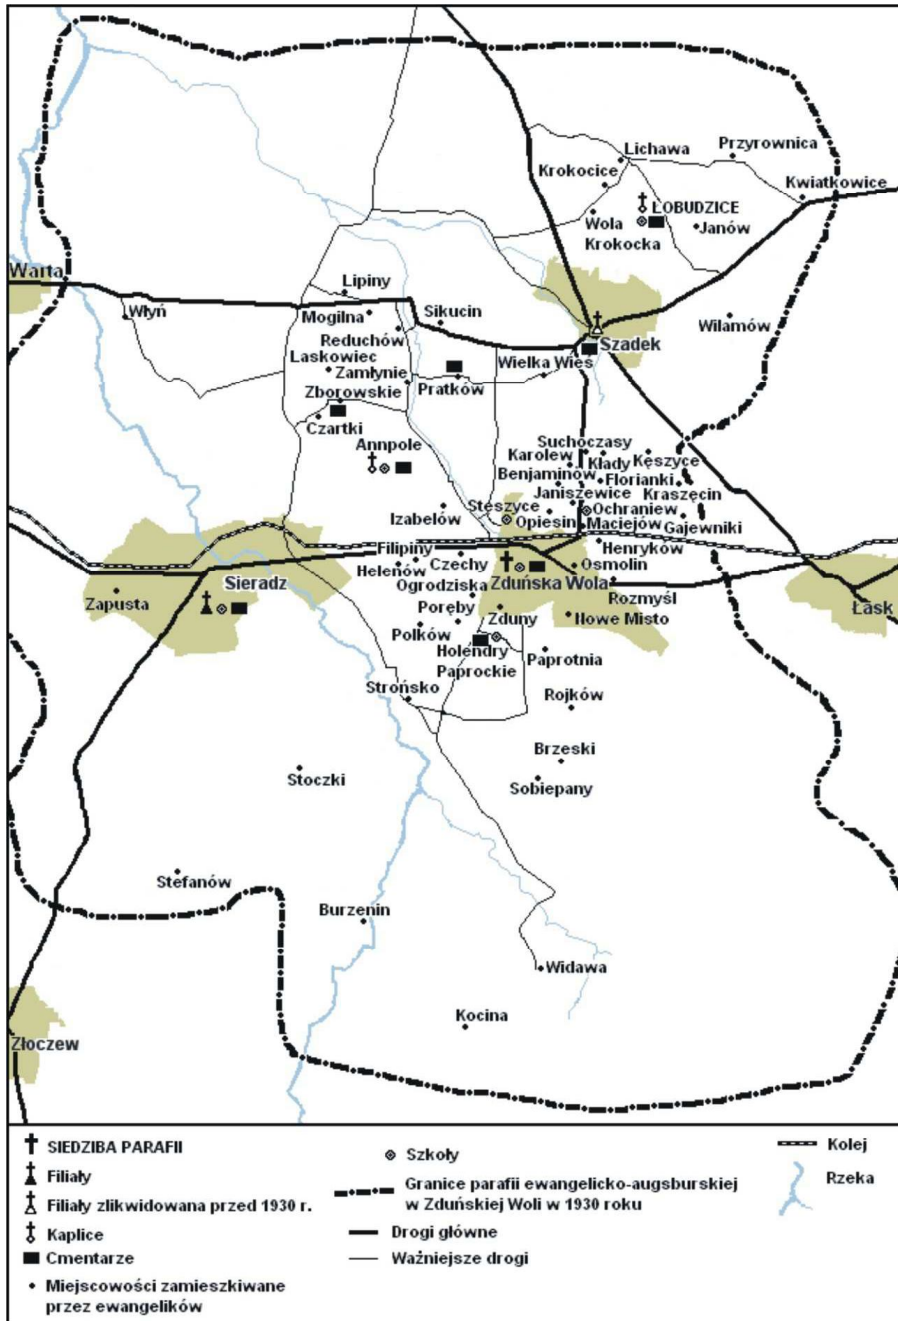 Lichawa
Przyrownica
Krokocice
Kwiatkowice
ŁOBUDZICE
Wola
Krokocka
Janów
Warta
Lipiny
Włyń
Mogilna
Sikucin
Wilamów
Reduchów
Szadek
Laskowiec
Zamłynie
Wielka Wies
Pratków
Zborowskie
Czartki
Suchoczasy
Annpole
Karolew
Kłady
Kęszyce
Benjaminów
Florianki
Janiszewice
Kraszęcin
Stęszyce
Ochraniew
Izabelów
Opiesin
Maciejów
Gajewniki
Filipiny
Czechy
Henryków
Helenów
Osmolin
Sieradz
Ogrodziska
Zduńska Wola
Zapusta
Rozmyśl
Łask
Poręby
Zduny
Nowe Misto
Polków
Holendry
Paprockie
Paprotnia
Strońsko
Rojków
Brzeski
Stoczki
Sobiepany
Stefanów
Burzenin
Widawa
Kocina
Złoczew
SIEDZIBA PARAFII
Filiały
Filiały zlikwidowana przed 1930 r.
Kaplice
Cmentarze
Miejscowości zamieszkiwane
przez ewangelików
Szkoły
Granice parafii ewangelicko-augsburskiej
w Zduńskiej Woli w 1930 roku
Drogi główne
Ważniejsze drogi
Kolej
Rzeka